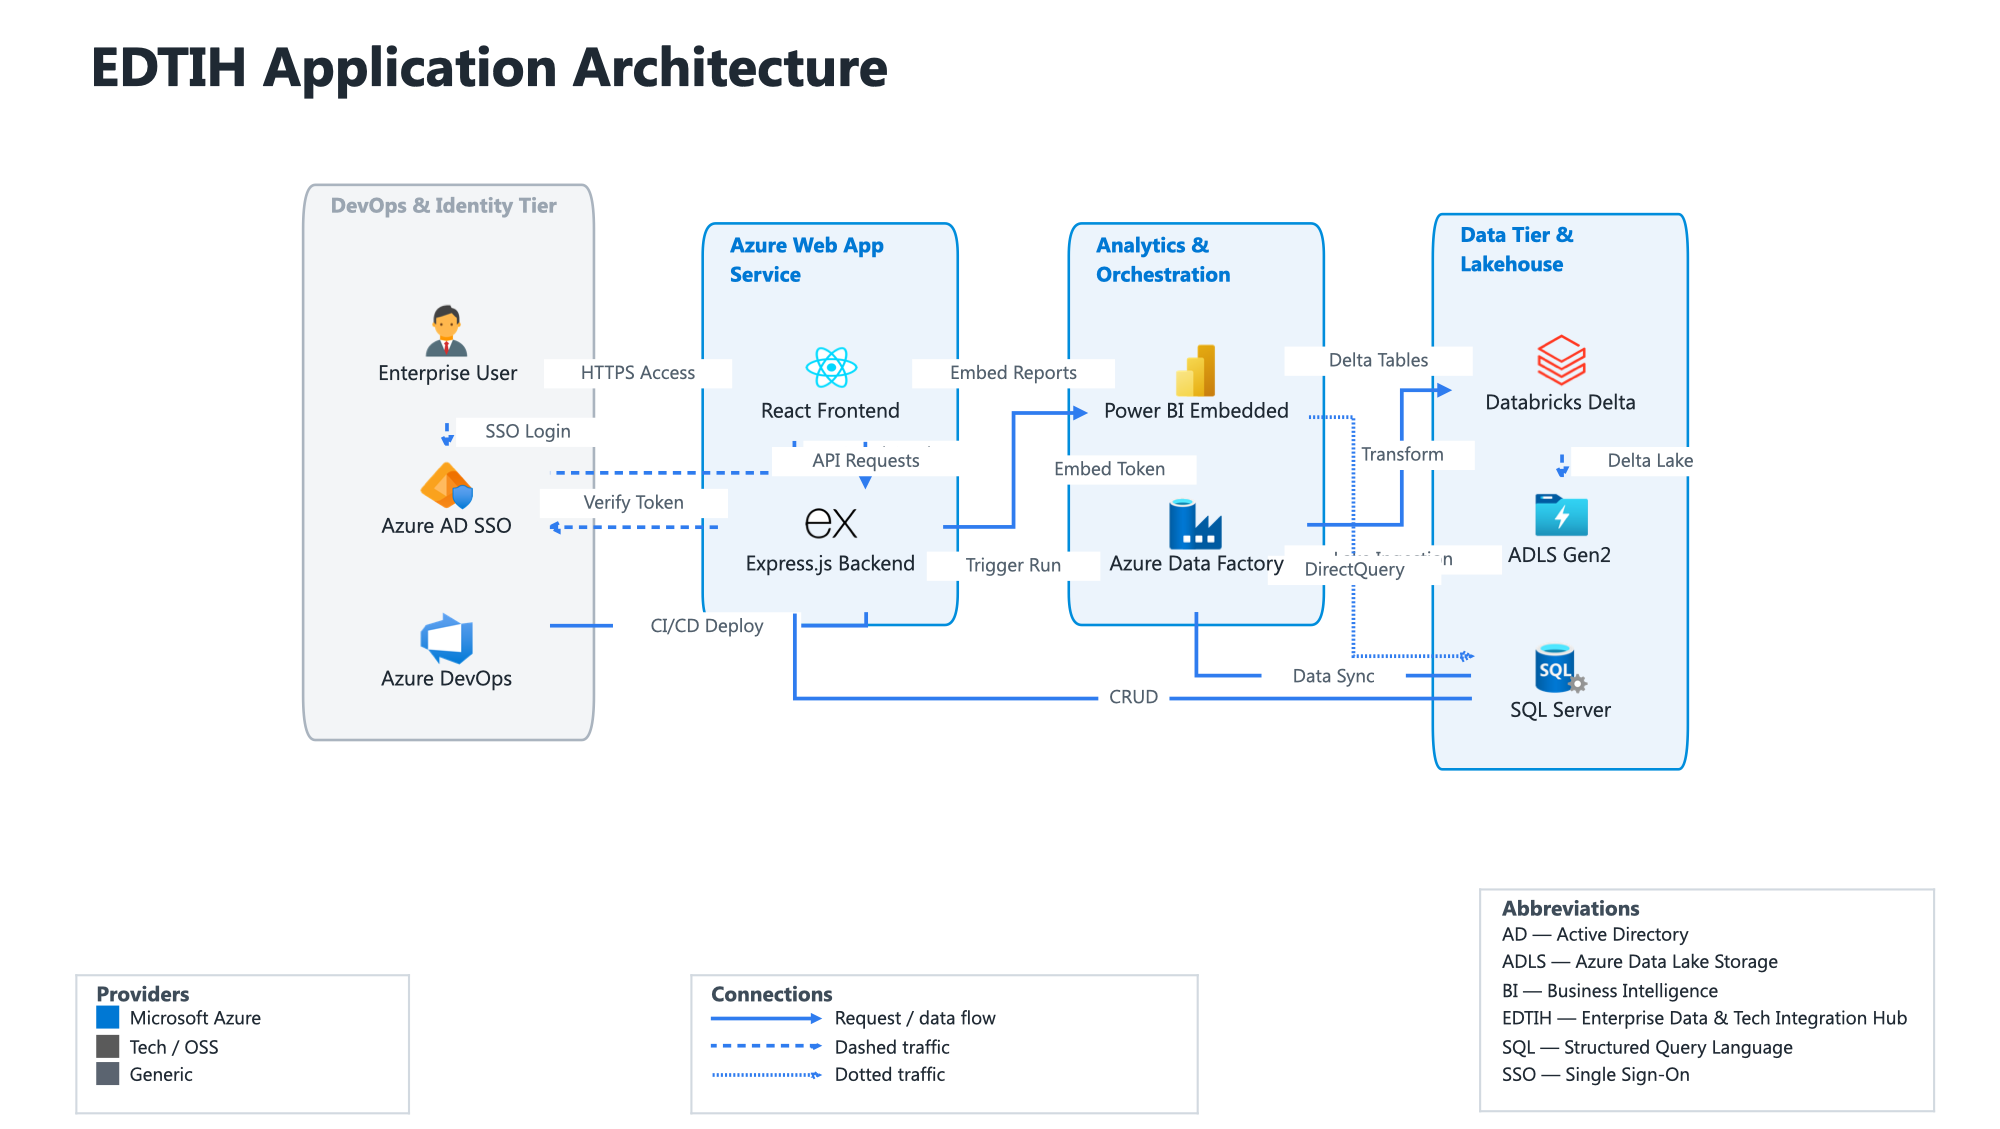 EDTIH Application Architecture
DevOps & Identity Tier
Enterprise User
SSO Login
Azure AD SSO
Azure DevOps
HTTPS Access
Verify Token
CI/CD Deploy
Azure Web App
Service
React Frontend
API Requests
ex
Express.js Backend
Embed Reports
Embed Token
Trigger Run
Analytics &
Orchestration
Power BI Embedded
Azure Data Factory
Delta Tables
Transform
DirectQuery
Data Sync
CRUD
Data Tier &
Lakehouse
Databricks Delta
Delta Lake
ADLS Gen2
SQL
SQL Server
Providers
Microsoft Azure
Tech / OSS
Generic
Connections
Request / data flow
Dashed traffic
Dotted traffic
Abbreviations
AD — Active Directory
ADLS — Azure Data Lake Storage
BI — Business Intelligence
EDTIH — Enterprise Data & Tech Integration Hub
SQL — Structured Query Language
SSO — Single Sign-On